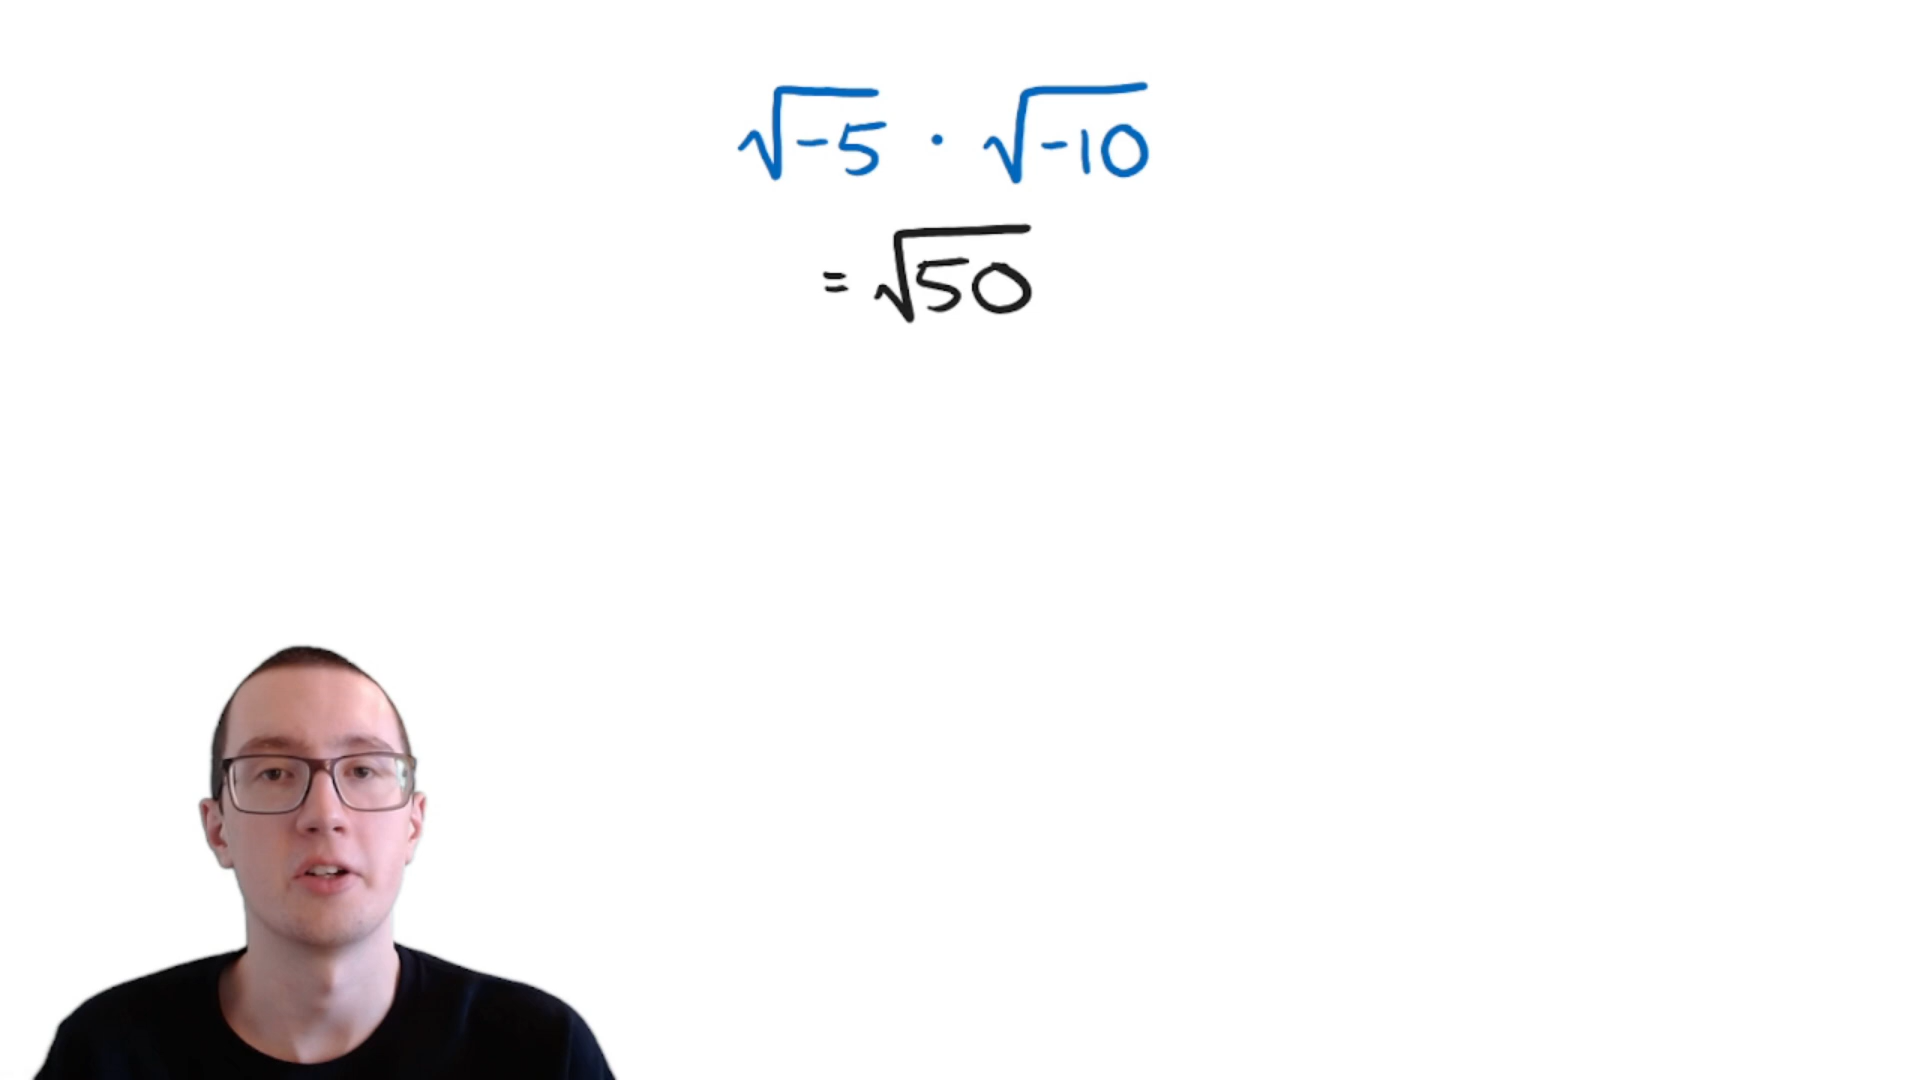 √-5 · √-10
= √50